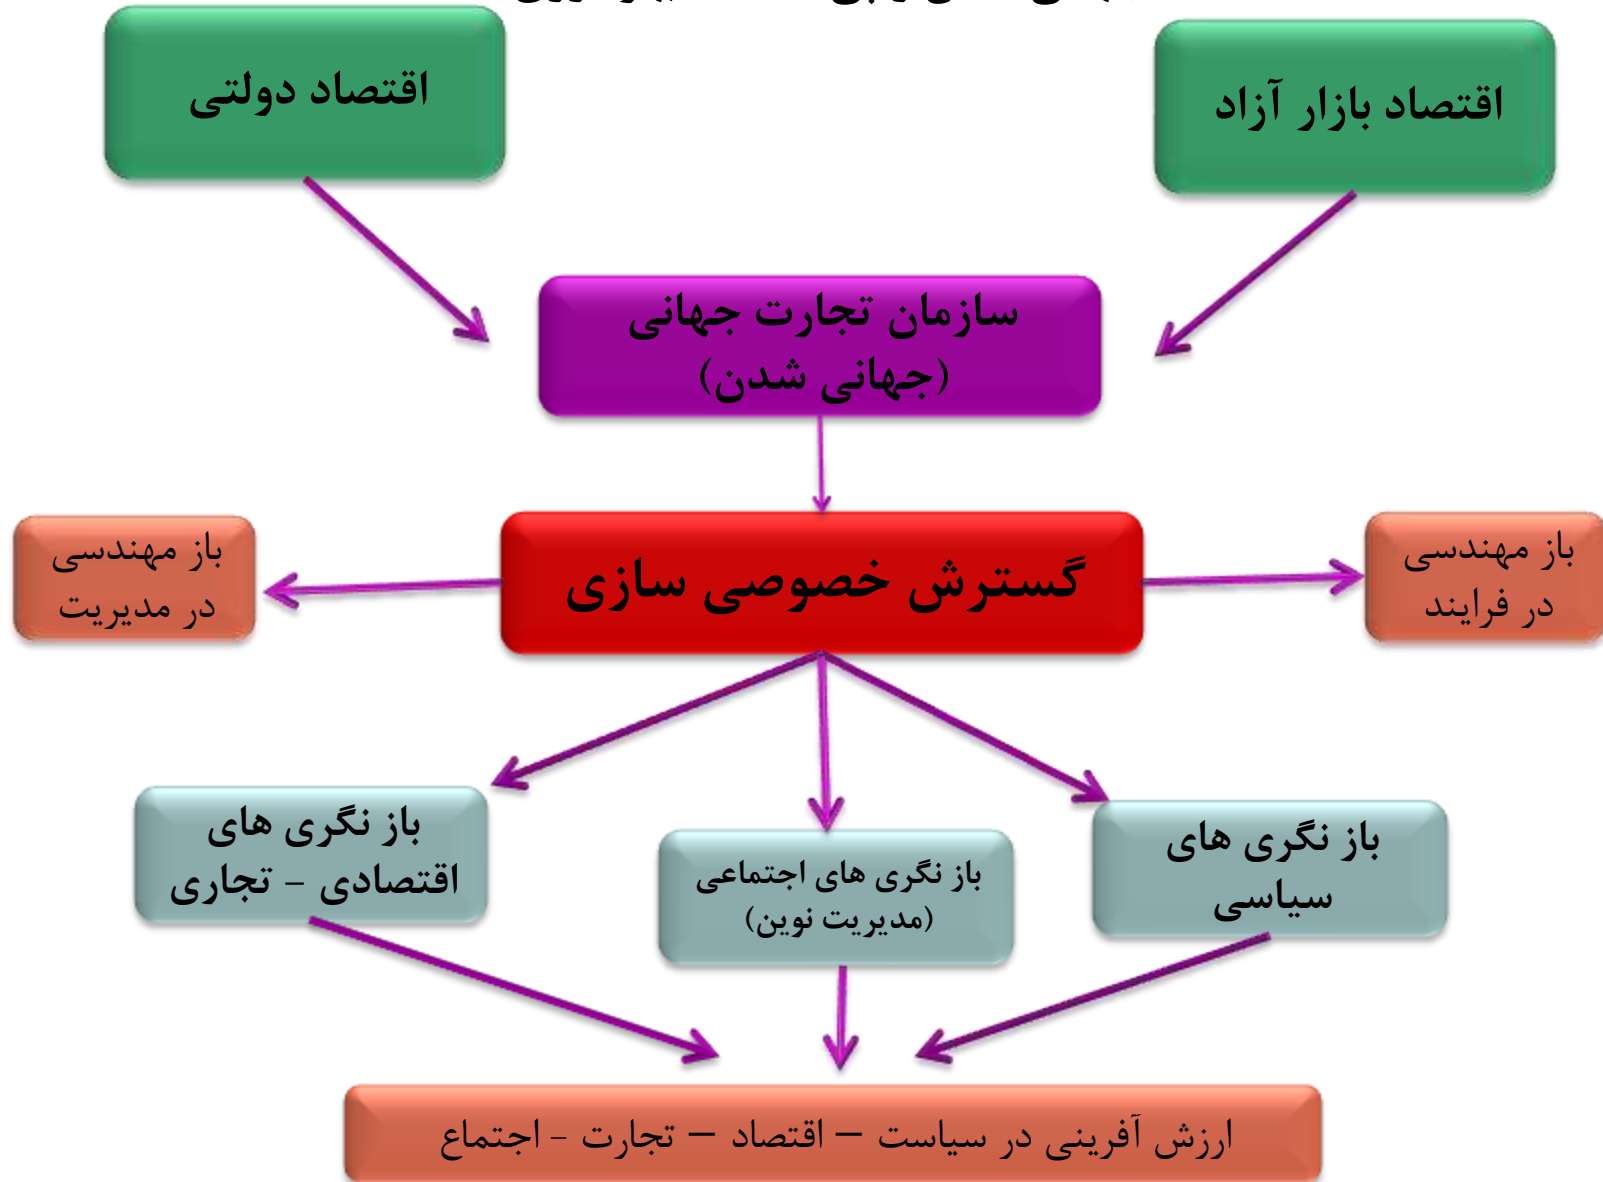 اقتصاد بازار آزاد
اقتصاد دولتی
سازمان تجارت جهانی
(جهانی شدن)
باز مهندسی
در فرایند
گسترش خصوصی سازی
باز مهندسی
در مدیریت
باز نگری های
سیاسی
باز نگری های اجتماعی
(مدیریت نوین)
باز نگری های
اقتصادی - تجاری
ارزش آفرینی در سیاست – اقتصاد – تجارت - اجتماع